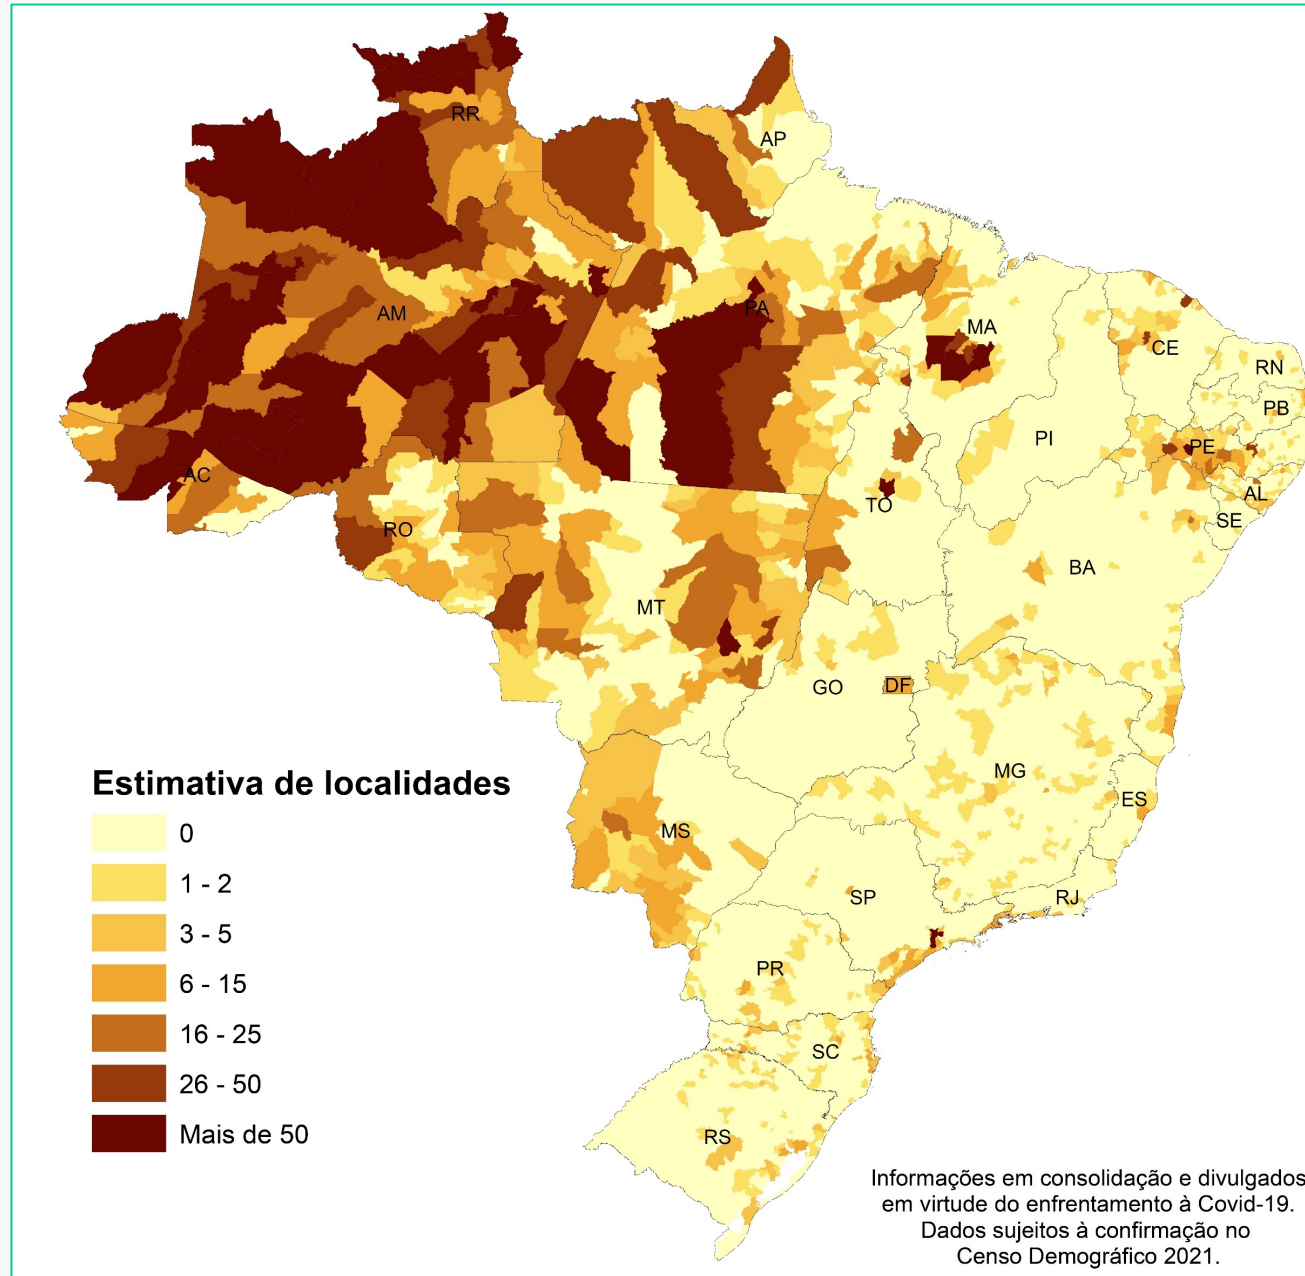 RR
AP
AM
PA
MA
CE
RN
PB
PI
PE
AC
AL
TO
SE
RO
BA
MT
GO
DF
MG
ES
MS
SP
RJ
PR
SC
RS
Estimativa de localidades
0
1 - 2
3 - 5
6 - 15
16 - 25
26 - 50
Mais de 50
Informações em consolidação e divulgados
em virtude do enfrentamento à Covid-19.
Dados sujeitos à confirmação no
Censo Demográfico 2021.